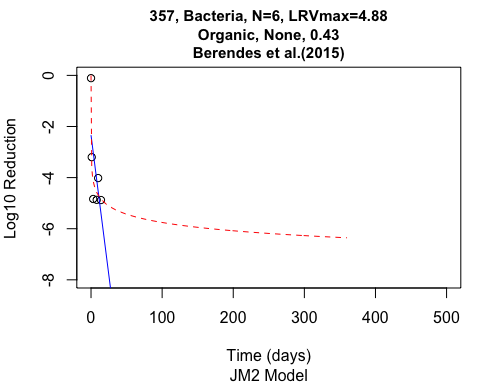 357, Bacteria, N=6, LRVmax=4.88
Organic, None, 0.43
Berendes et al.(2015)
Log10 Reduction
0
-2
-4
-6
-8
0 100 200 300 400 500
Time (days)
JM2 Model